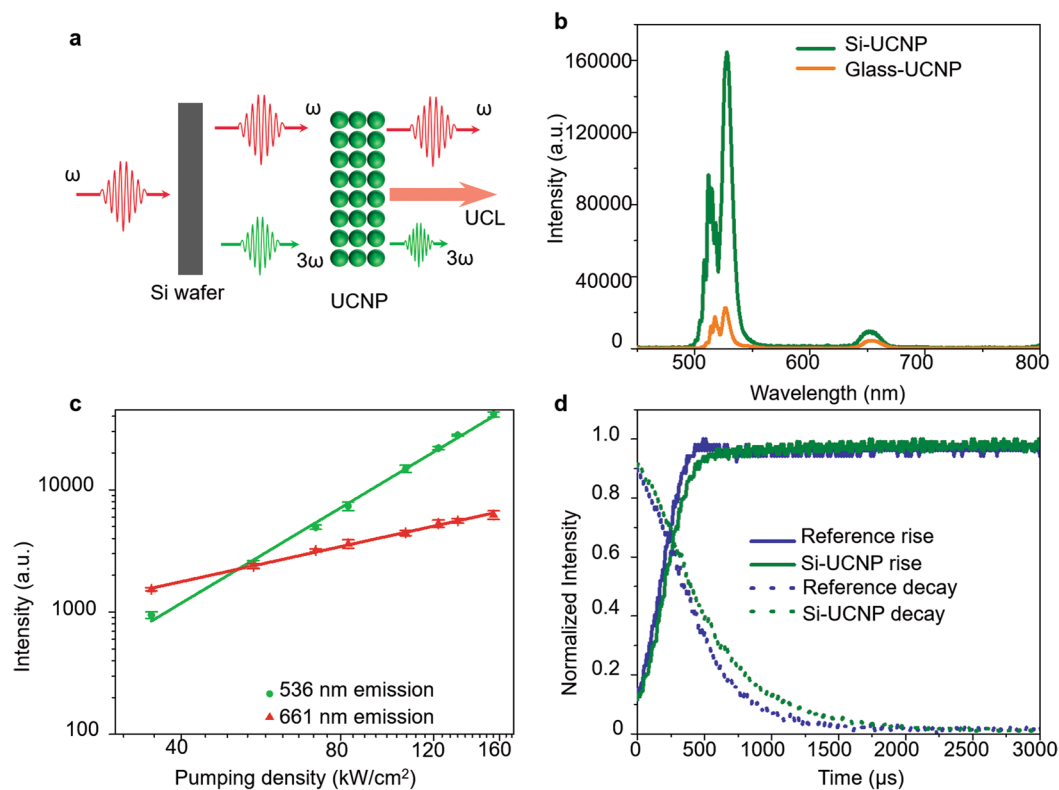 a
ω
ω
ω
3ω
3ω
UCL
Si wafer
UCNP
b
Si-UCNP
Glass-UCNP
160000
120000
80000
40000
0
500
600
700
800
Intensity (a.u.)
Wavelength (nm)
c
10000
1000
100
40
80
120
160
536 nm emission
661 nm emission
Intensity (a.u.)
Pumping density (kW/cm²)
d
1.0
0.8
0.6
0.4
0.2
0
Reference rise
Si-UCNP rise
Reference decay
Si-UCNP decay
0
500
1000
1500
2000
2500
3000
Normalized Intensity
Time (μs)